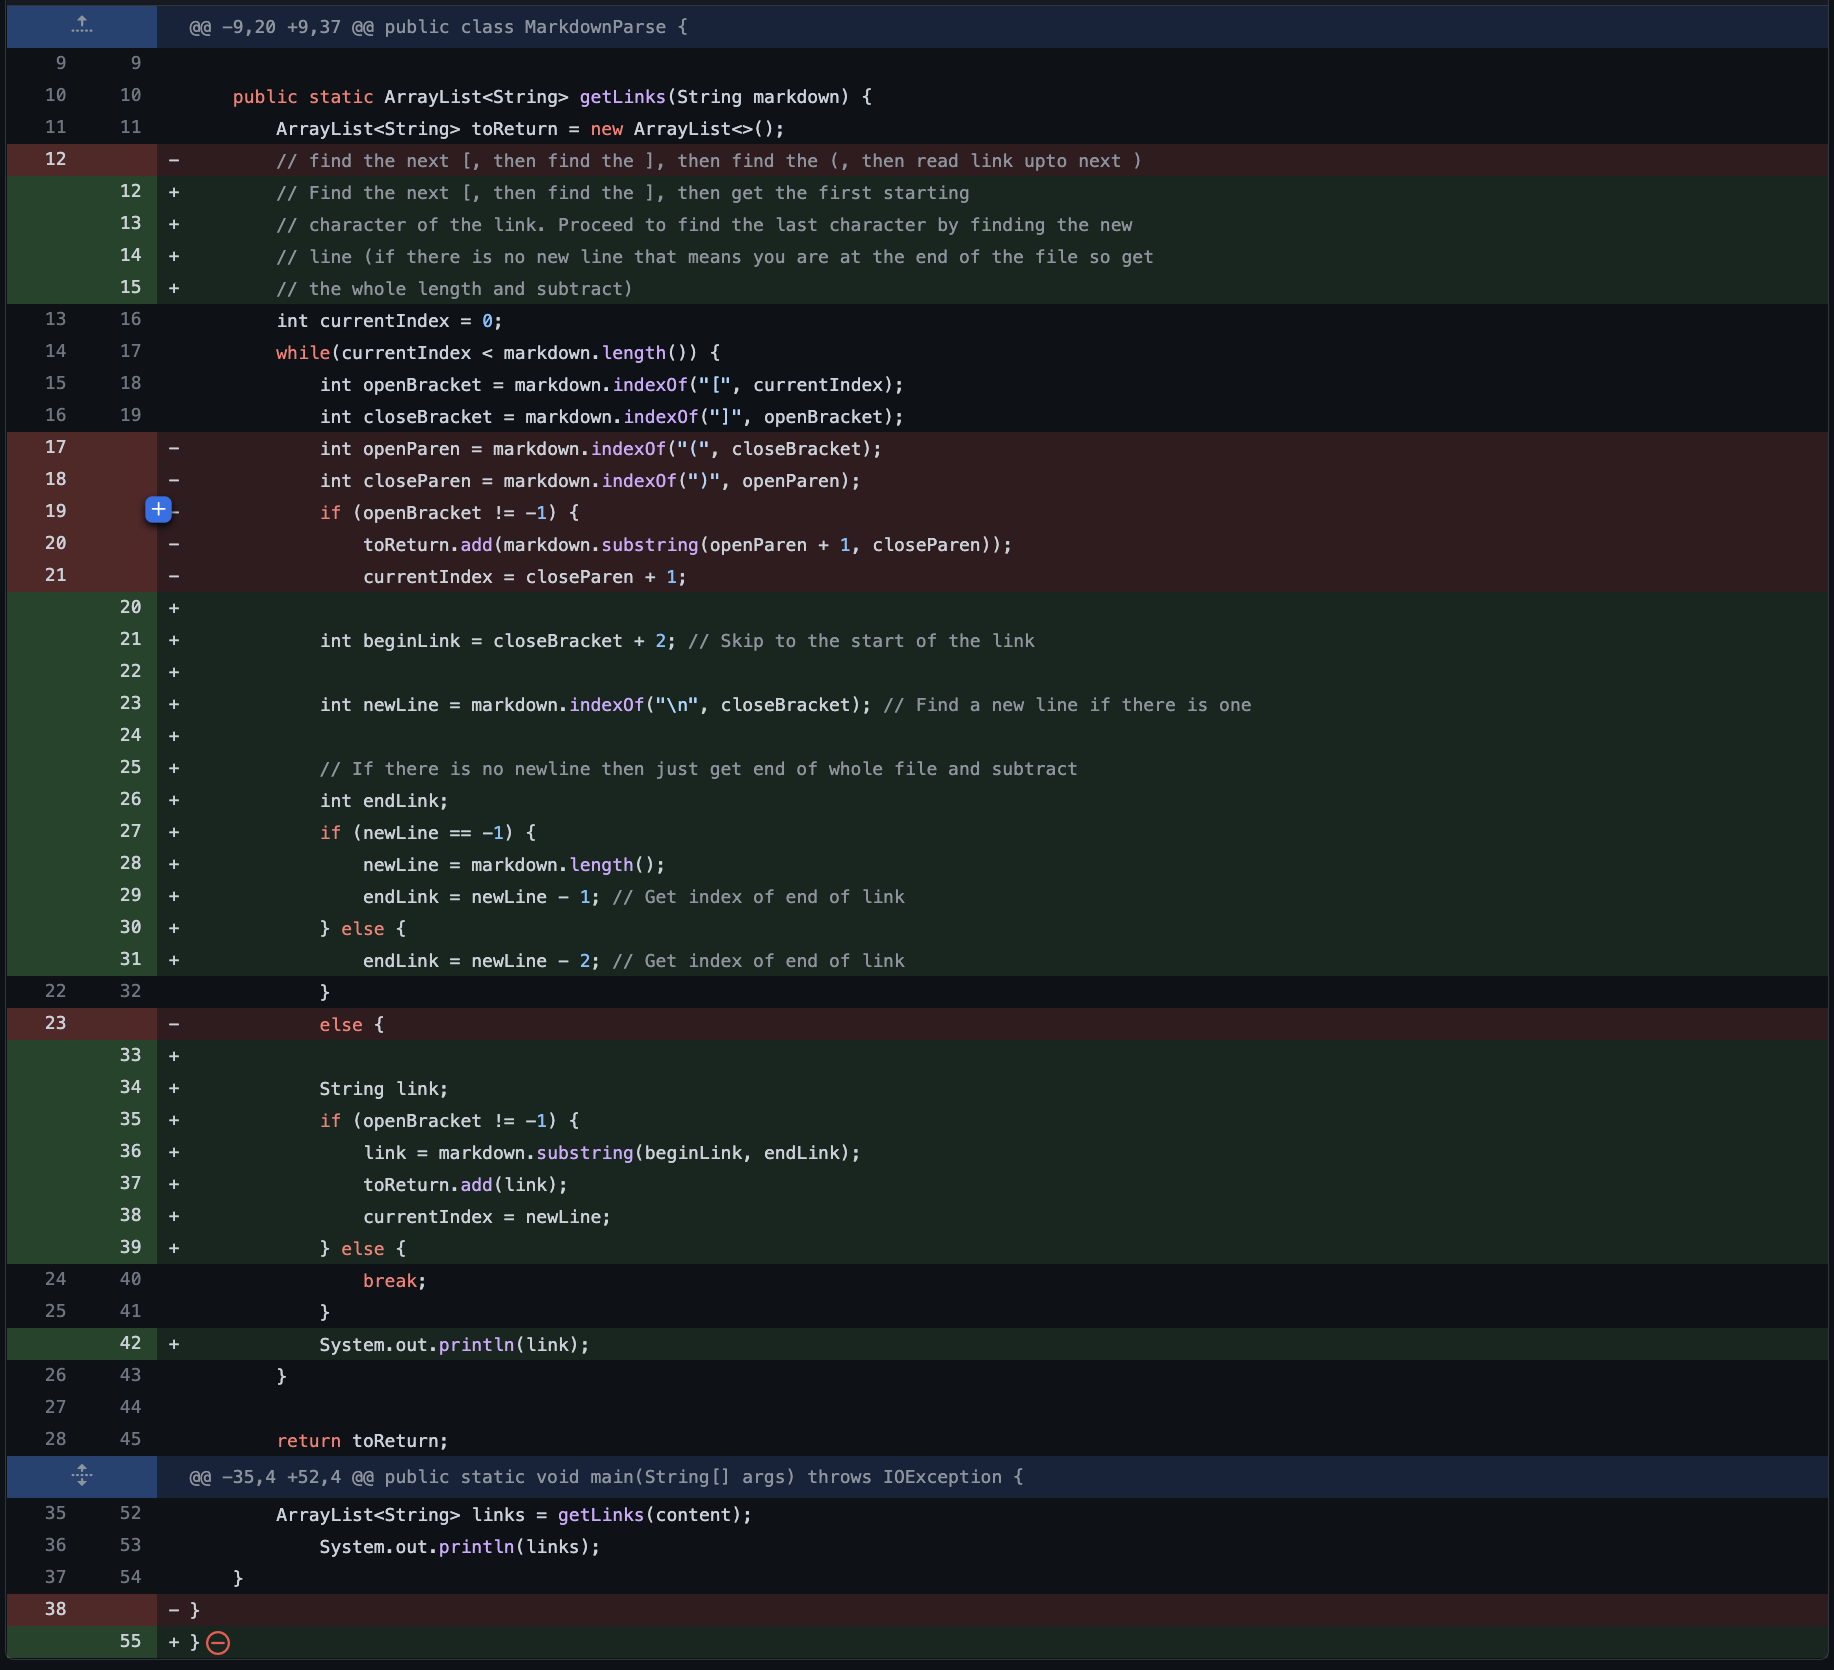 @@ -9,20 +9,37 @@ public class MarkdownParse {
9 9
10 10 public static ArrayList<String> getLinks(String markdown) {
11 11 ArrayList<String> toReturn = new ArrayList<>();
12 - // find the next [, then find the ], then find the (, then read link upto next )
12 + // Find the next [, then find the ], then get the first starting
13 + // character of the link. Proceed to find the last character by finding the new
14 + // line (if there is no new line that means you are at the end of the file so get
15 + // the whole length and subtract)
13 16 int currentIndex = 0;
14 17 while(currentIndex < markdown.length()) {
15 18 int openBracket = markdown.indexOf("[", currentIndex);
16 19 int closeBracket = markdown.indexOf("]", openBracket);
17 - int openParen = markdown.indexOf("(", closeBracket);
18 - int closeParen = markdown.indexOf(")", openParen);
19 - if (openBracket != -1) {
20 - toReturn.add(markdown.substring(openParen + 1, closeParen));
21 - currentIndex = closeParen + 1;
20 +
21 + int beginLink = closeBracket + 2; // Skip to the start of the link
22 +
23 + int newLine = markdown.indexOf("\n", closeBracket); // Find a new line if there is one
24 +
25 + // If there is no newline then just get end of whole file and subtract
26 + int endLink;
27 + if (newLine == -1) {
28 + newLine = markdown.length();
29 + endLink = newLine - 1; // Get index of end of link
30 + } else {
31 + endLink = newLine - 2; // Get index of end of link
22 32 }
23 - else {
33 +
34 + String link;
35 + if (openBracket != -1) {
36 + link = markdown.substring(beginLink, endLink);
37 + toReturn.add(link);
38 + currentIndex = newLine;
39 + } else {
24 40 break;
25 41 }
42 + System.out.println(link);
26 43 }
27 44
28 45 return toReturn;
@@ -35,4 +52,4 @@ public static void main(String[] args) throws IOException {
35 52 ArrayList<String> links = getLinks(content);
36 53 System.out.println(links);
37 54 }
38 - }
55 + }